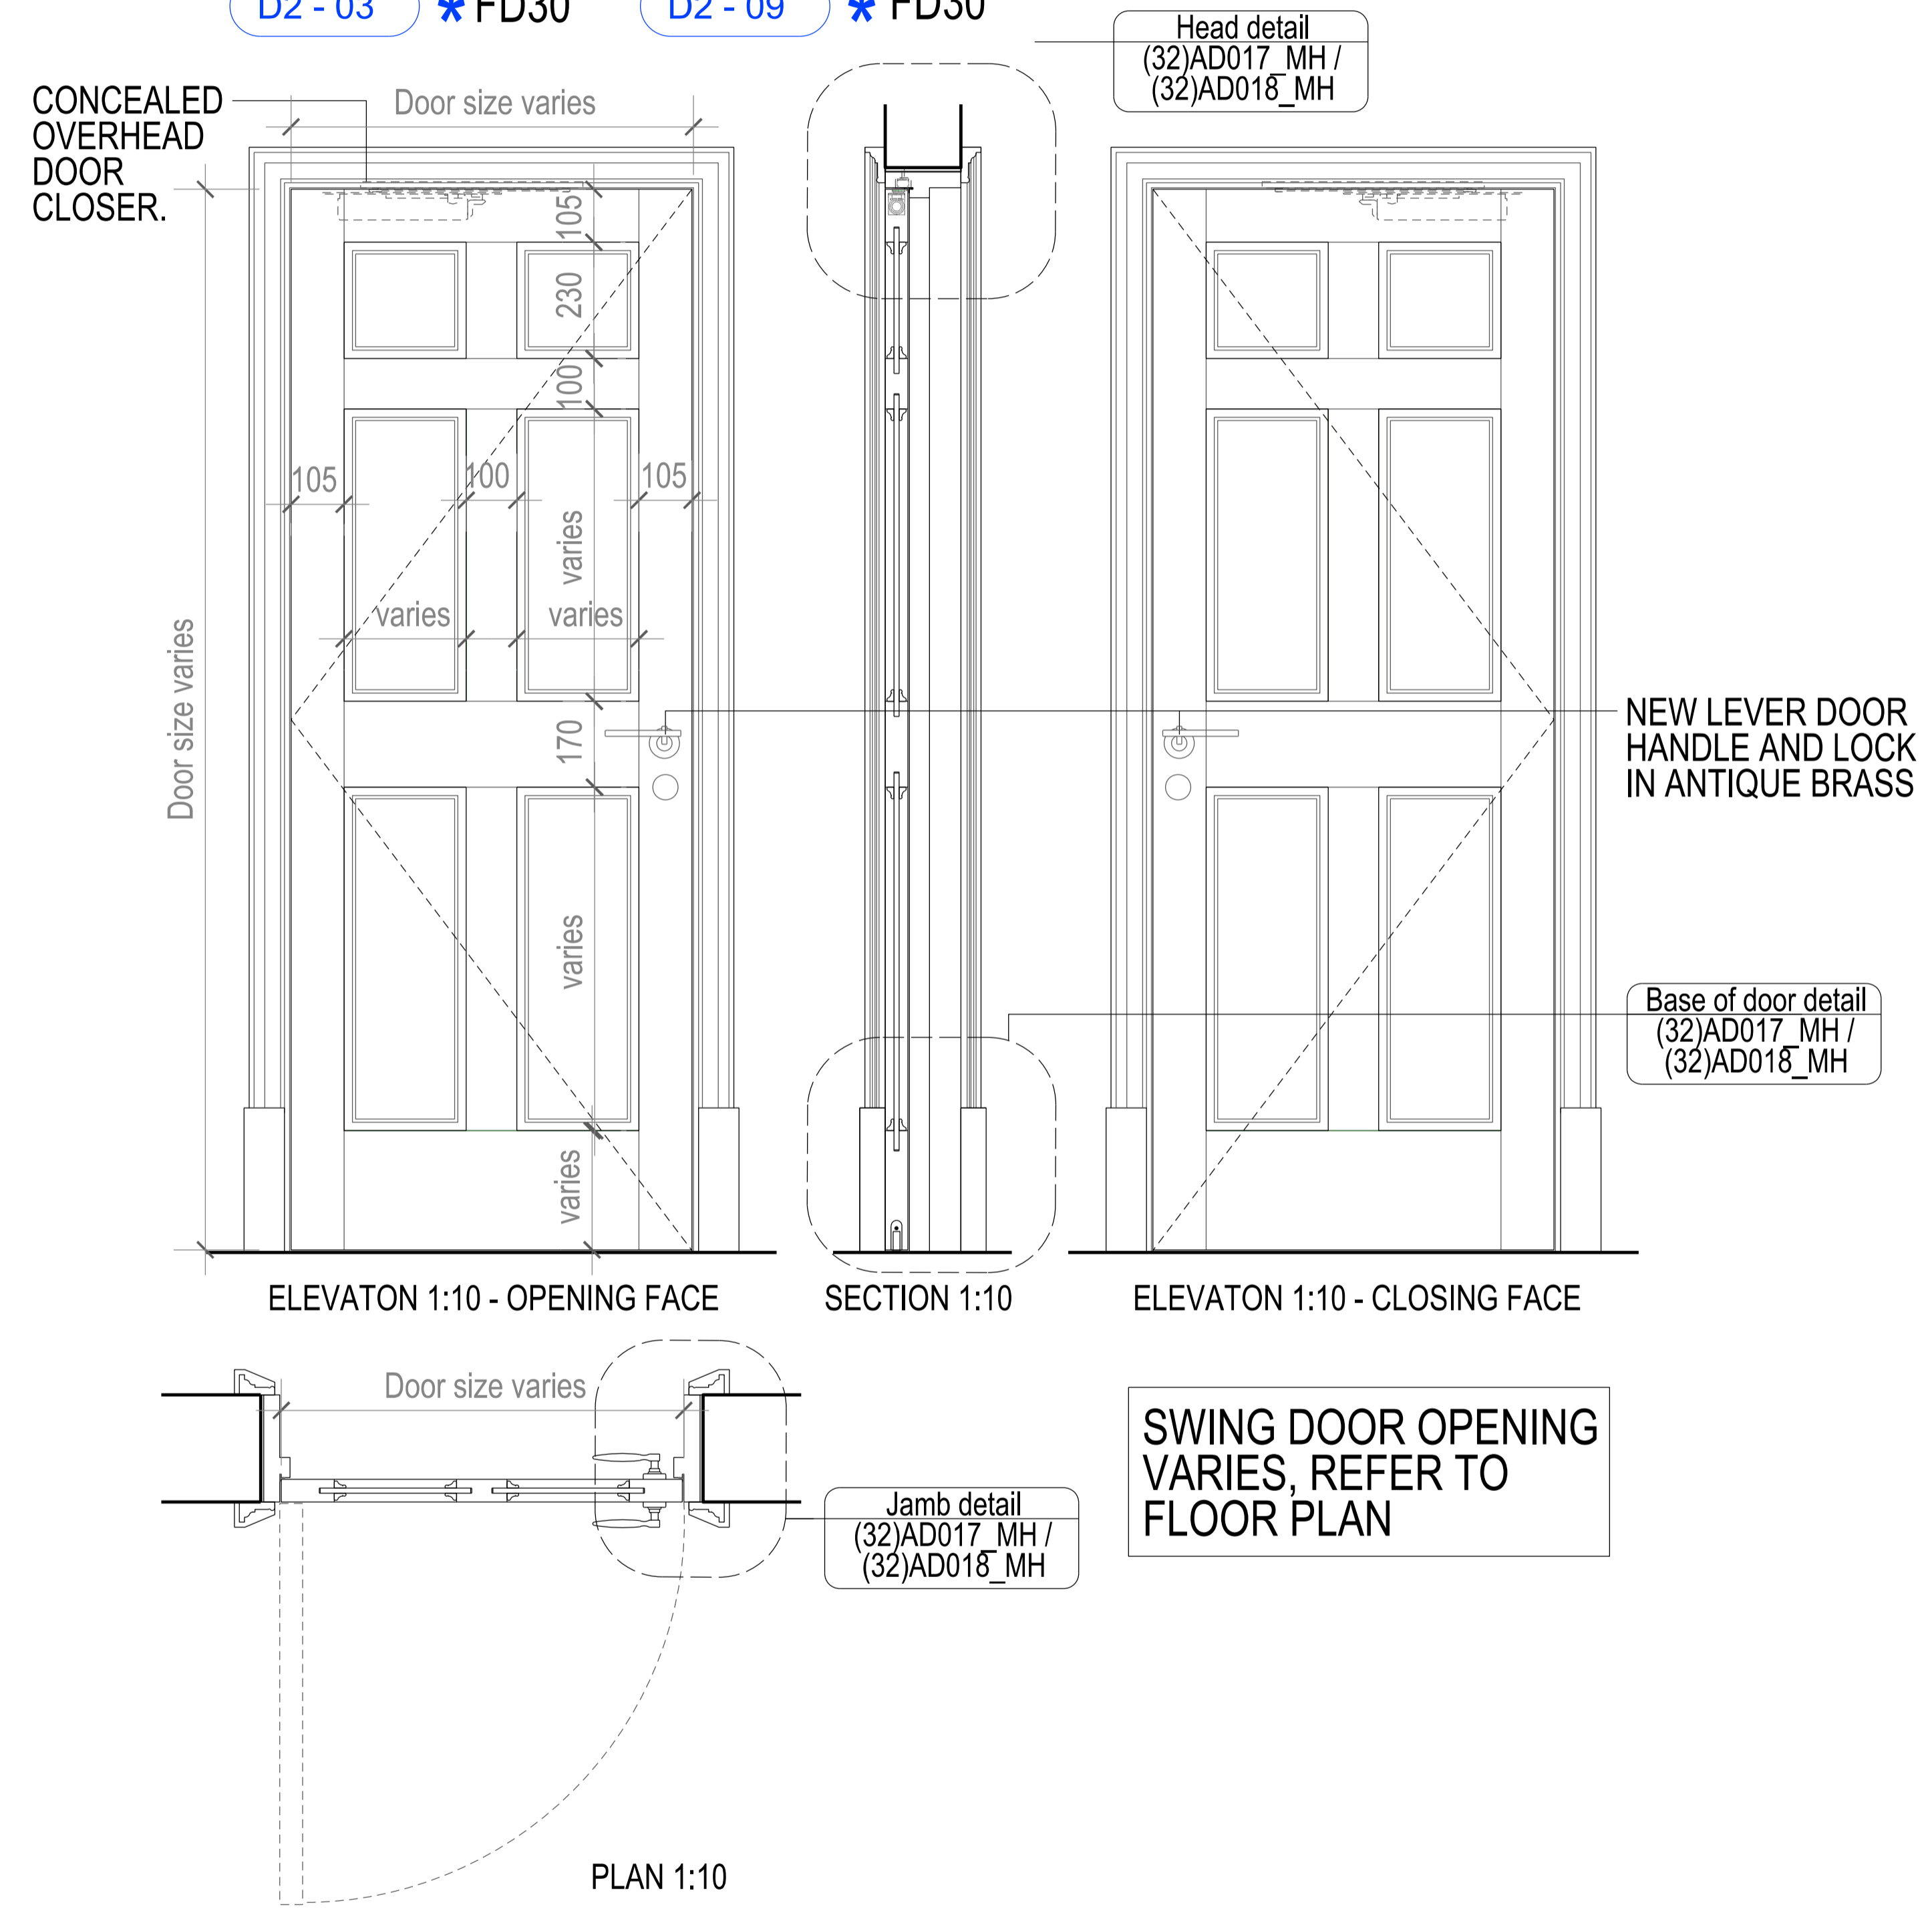 D2 - 03 * FD30 D2 - 09 * FD30
Head detail
(32)AD017_MH /
(32)AD018_MH
CONCEALED
OVERHEAD
DOOR
CLOSER.
Door size varies
105
230
100
105
100
105
varies
varies
varies
Door size varies
170
NEW LEVER DOOR
HANDLE AND LOCK
IN ANTIQUE BRASS
varies
Base of door detail
(32)AD017_MH /
(32)AD018_MH
varies
ELEVATON 1:10 - OPENING FACE
SECTION 1:10
ELEVATON 1:10 - CLOSING FACE
Door size varies
SWING DOOR OPENING
VARIES, REFER TO
FLOOR PLAN
Jamb detail
(32)AD017_MH /
(32)AD018_MH
PLAN 1:10